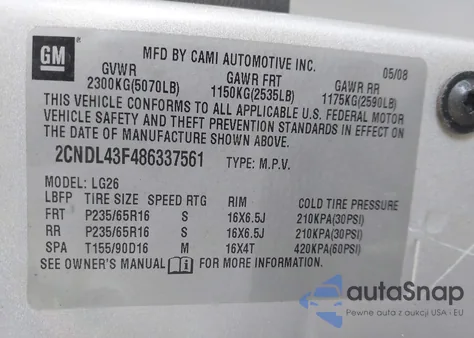 GM
MFD BY CAMI AUTOMOTIVE INC. 05/08
GVWR GAWR FRT GAWR RR
2300KG(5070LB) 1150KG(2535LB) 1175KG(2590LB)
THIS VEHICLE CONFORMS TO ALL APPLICABLE U.S. FEDERAL MOTOR
VEHICLE SAFETY AND THEFT PREVENTION STANDARDS IN EFFECT ON
THE DATE OF MANUFACTURE SHOWN ABOVE.
2CNDL43F486337561 TYPE: M.P.V.
MODEL: LG26
LBFP TIRE SIZE SPEED RTG RIM COLD TIRE PRESSURE
FRT P235/65R16 S 16X6.5J 210KPA(30PSI)
RR P235/65R16 S 16X6.5J 210KPA(30PSI)
SPA T155/90D16 M 16X4T 420KPA(60PSI)
SEE OWNER'S MANUAL FOR MORE INFORMATION.
autoSnap
Pewne auta z aukcji USA i EU